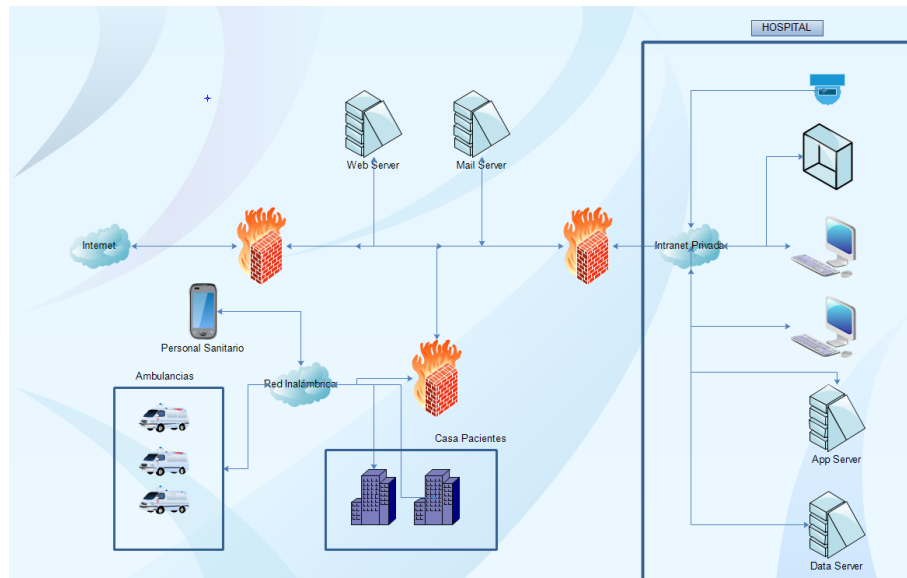 HOSPITAL
Web Server
Mail Server
Internet
Intranet Privada
Personal Sanitario
Ambulancias
Red Inalámbrica
Casa Pacientes
App Server
Data Server